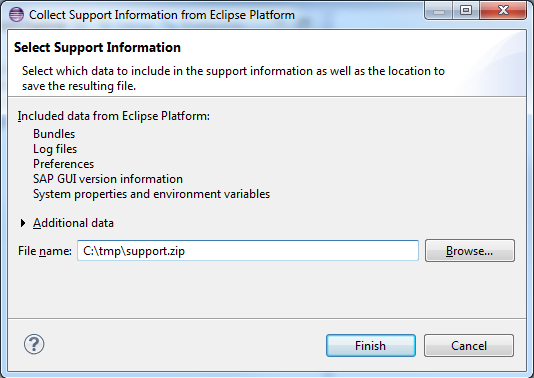 Collect Support Information from Eclipse Platform
Select Support Information
Select which data to include in the support information as well as the location to
save the resulting file.
Included data from Eclipse Platform:
Bundles
Log files
Preferences
SAP GUI version information
System properties and environment variables
Additional data
File name: C:\tmp\support.zip Browse...
? Finish Cancel